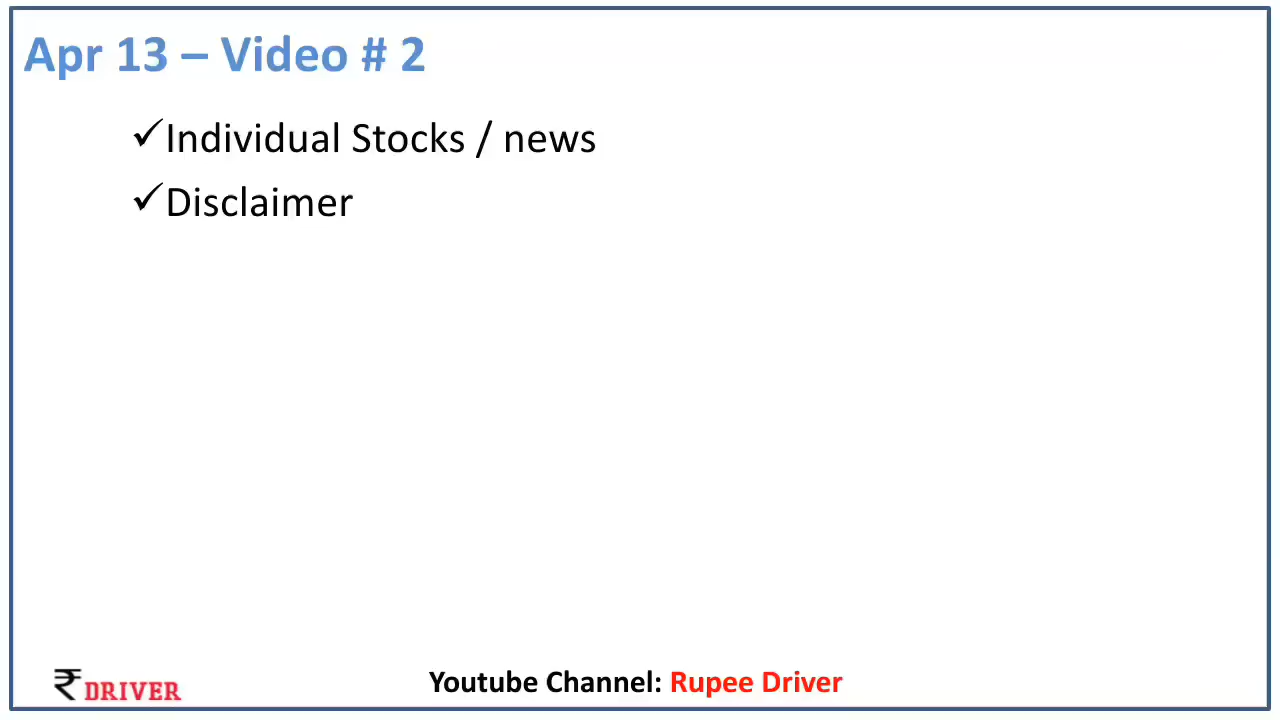 Apr 13 – Video # 2
✓Individual Stocks / news
✓Disclaimer
₹ DRIVER
Youtube Channel: Rupee Driver